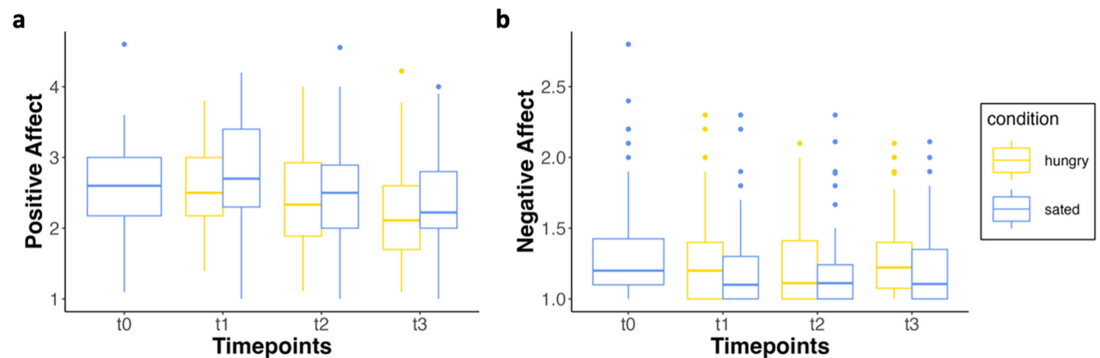 a
Positive Affect
4
3
2
1
t0 t1 t2 t3
Timepoints
b
Negative Affect
2.5
2.0
1.5
1.0
t0 t1 t2 t3
Timepoints
condition
hungry
sated